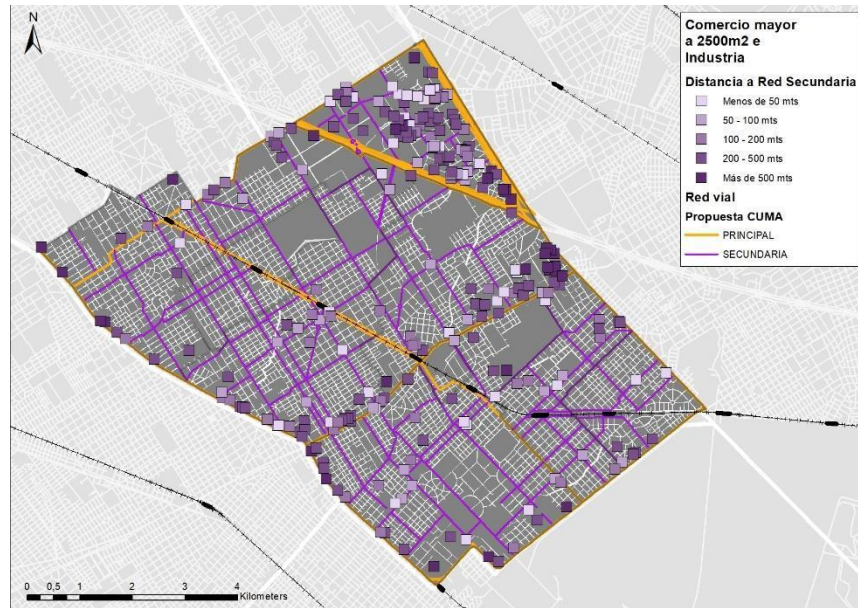 N
Comercio mayor
a 2500m2 e
Industria
Distancia a Red Secundaria
Menos de 50 mts
50 - 100 mts
100 - 200 mts
200 - 500 mts
Más de 500 mts
Red vial
Propuesta CUMA
PRINCIPAL
SECUNDARIA
0 0,5 1 2 3 4
Kilometers